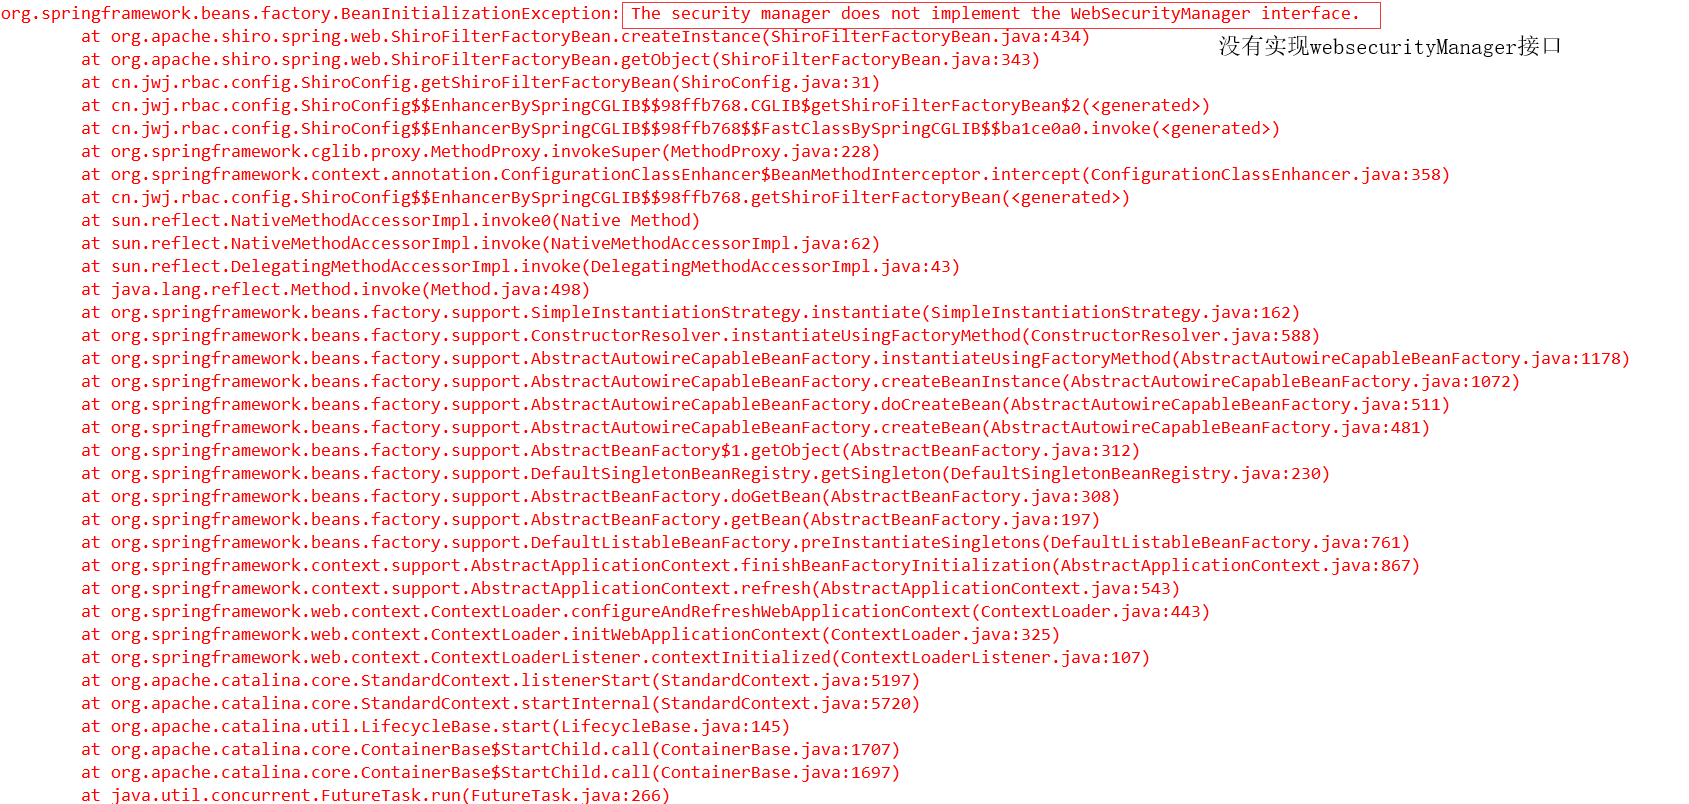 org.springframework.beans.factory.BeanInitializationException: The security manager does not implement the WebSecurityManager interface.
at org.apache.shiro.spring.web.ShiroFilterFactoryBean.createInstance(ShiroFilterFactoryBean.java:434)
没有实现websecurityManager接口
at org.apache.shiro.spring.web.ShiroFilterFactoryBean.getObject(ShiroFilterFactoryBean.java:343)
at cn.jwj.rbac.config.ShiroConfig.getShiroFilterFactoryBean(ShiroConfig.java:31)
at cn.jwj.rbac.config.ShiroConfig$$EnhancerBySpringCGLIB$$98ffb768.CGLIB$getShiroFilterFactoryBean$2(<generated>)
at cn.jwj.rbac.config.ShiroConfig$$EnhancerBySpringCGLIB$$98ffb768$$FastClassBySpringCGLIB$$ba1ce0a0.invoke(<generated>)
at org.springframework.cglib.proxy.MethodProxy.invokeSuper(MethodProxy.java:228)
at org.springframework.context.annotation.ConfigurationClassEnhancer$BeanMethodInterceptor.intercept(ConfigurationClassEnhancer.java:358)
at cn.jwj.rbac.config.ShiroConfig$$EnhancerBySpringCGLIB$$98ffb768.getShiroFilterFactoryBean(<generated>)
at sun.reflect.NativeMethodAccessorImpl.invoke0(Native Method)
at sun.reflect.NativeMethodAccessorImpl.invoke(NativeMethodAccessorImpl.java:62)
at sun.reflect.DelegatingMethodAccessorImpl.invoke(DelegatingMethodAccessorImpl.java:43)
at java.lang.reflect.Method.invoke(Method.java:498)
at org.springframework.beans.factory.support.SimpleInstantiationStrategy.instantiate(SimpleInstantiationStrategy.java:162)
at org.springframework.beans.factory.support.ConstructorResolver.instantiateUsingFactoryMethod(ConstructorResolver.java:588)
at org.springframework.beans.factory.support.AbstractAutowireCapableBeanFactory.instantiateUsingFactoryMethod(AbstractAutowireCapableBeanFactory.java:1178)
at org.springframework.beans.factory.support.AbstractAutowireCapableBeanFactory.createBeanInstance(AbstractAutowireCapableBeanFactory.java:1072)
at org.springframework.beans.factory.support.AbstractAutowireCapableBeanFactory.doCreateBean(AbstractAutowireCapableBeanFactory.java:511)
at org.springframework.beans.factory.support.AbstractAutowireCapableBeanFactory.createBean(AbstractAutowireCapableBeanFactory.java:481)
at org.springframework.beans.factory.support.AbstractBeanFactory$1.getObject(AbstractBeanFactory.java:312)
at org.springframework.beans.factory.support.DefaultSingletonBeanRegistry.getSingleton(DefaultSingletonBeanRegistry.java:230)
at org.springframework.beans.factory.support.AbstractBeanFactory.doGetBean(AbstractBeanFactory.java:308)
at org.springframework.beans.factory.support.AbstractBeanFactory.getBean(AbstractBeanFactory.java:197)
at org.springframework.beans.factory.support.DefaultListableBeanFactory.preInstantiateSingletons(DefaultListableBeanFactory.java:761)
at org.springframework.context.support.AbstractApplicationContext.finishBeanFactoryInitialization(AbstractApplicationContext.java:867)
at org.springframework.context.support.AbstractApplicationContext.refresh(AbstractApplicationContext.java:543)
at org.springframework.web.context.ContextLoader.configureAndRefreshWebApplicationContext(ContextLoader.java:443)
at org.springframework.web.context.ContextLoader.initWebApplicationContext(ContextLoader.java:325)
at org.springframework.web.context.ContextLoaderListener.contextInitialized(ContextLoaderListener.java:107)
at org.apache.catalina.core.StandardContext.listenerStart(StandardContext.java:5197)
at org.apache.catalina.core.StandardContext.startInternal(StandardContext.java:5720)
at org.apache.catalina.util.LifecycleBase.start(LifecycleBase.java:145)
at org.apache.catalina.core.ContainerBase$StartChild.call(ContainerBase.java:1707)
at org.apache.catalina.core.ContainerBase$StartChild.call(ContainerBase.java:1697)
at java.util.concurrent.FutureTask.run(FutureTask.java:266)